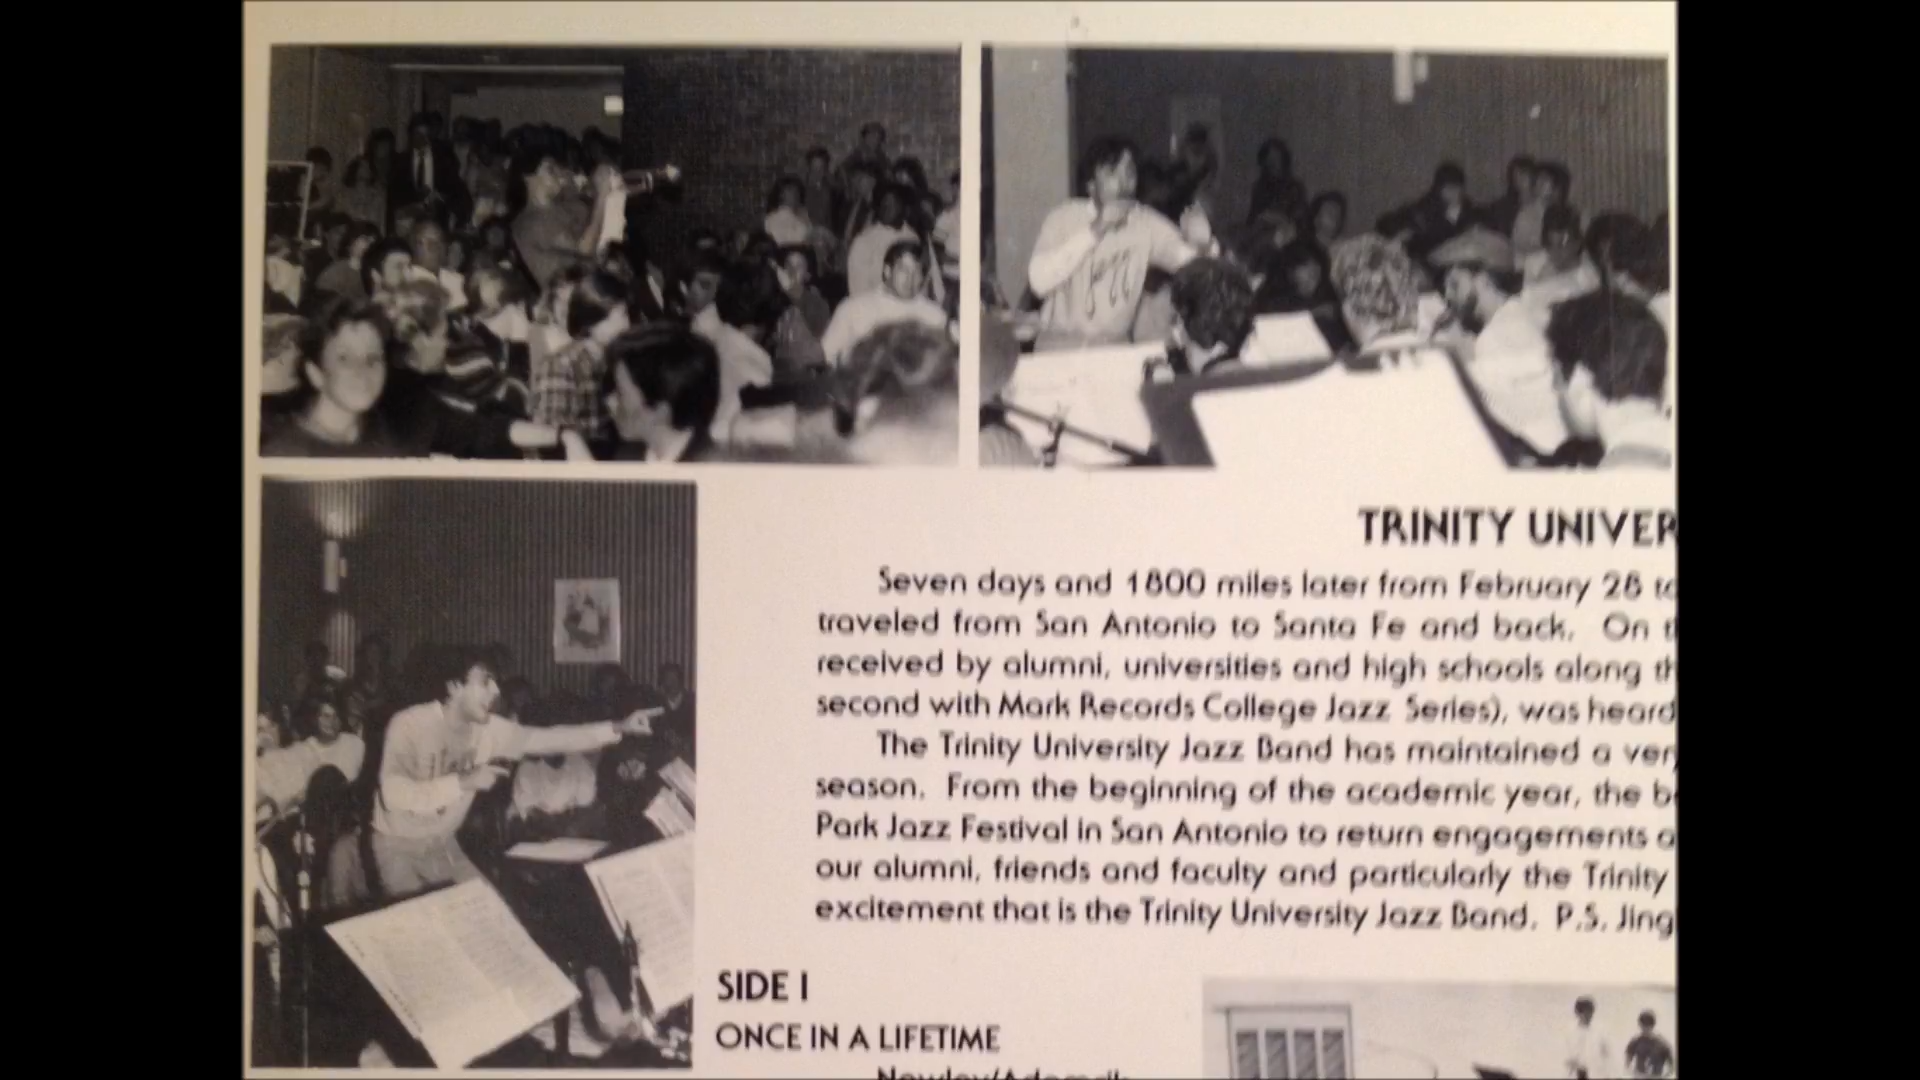 Jazz
TRINITY UNIVER
Seven days and 1800 miles later from February 28 to
traveled from San Antonio to Santa Fe and back. On t
received by alumni, universities and high schools along th
second with Mark Records College Jazz Series), was heard
The Trinity University Jazz Band has maintained a ver
season. From the beginning of the academic year, the b
Park Jazz Festival in San Antonio to return engagements
our alumni, friends and faculty and particularly the Trinity
excitement that is the Trinity University Jazz Band. P.S. Jing
SIDE I
ONCE IN A LIFETIME